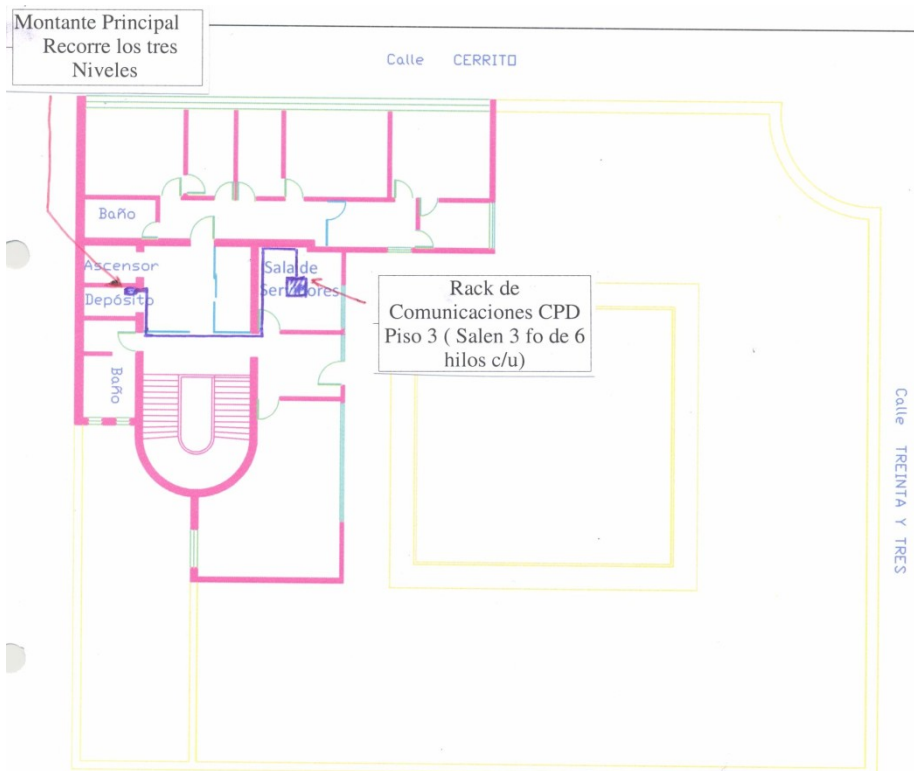 Montante Principal
Recorre los tres
Niveles
Calle CERRITO
Baño
Ascensor
Depósito
Sala de
Servidores
Rack de
Comunicaciones CPD
Piso 3 ( Salen 3 fo de 6
hilos c/u)
Baño
Calle TREINTA Y TRES